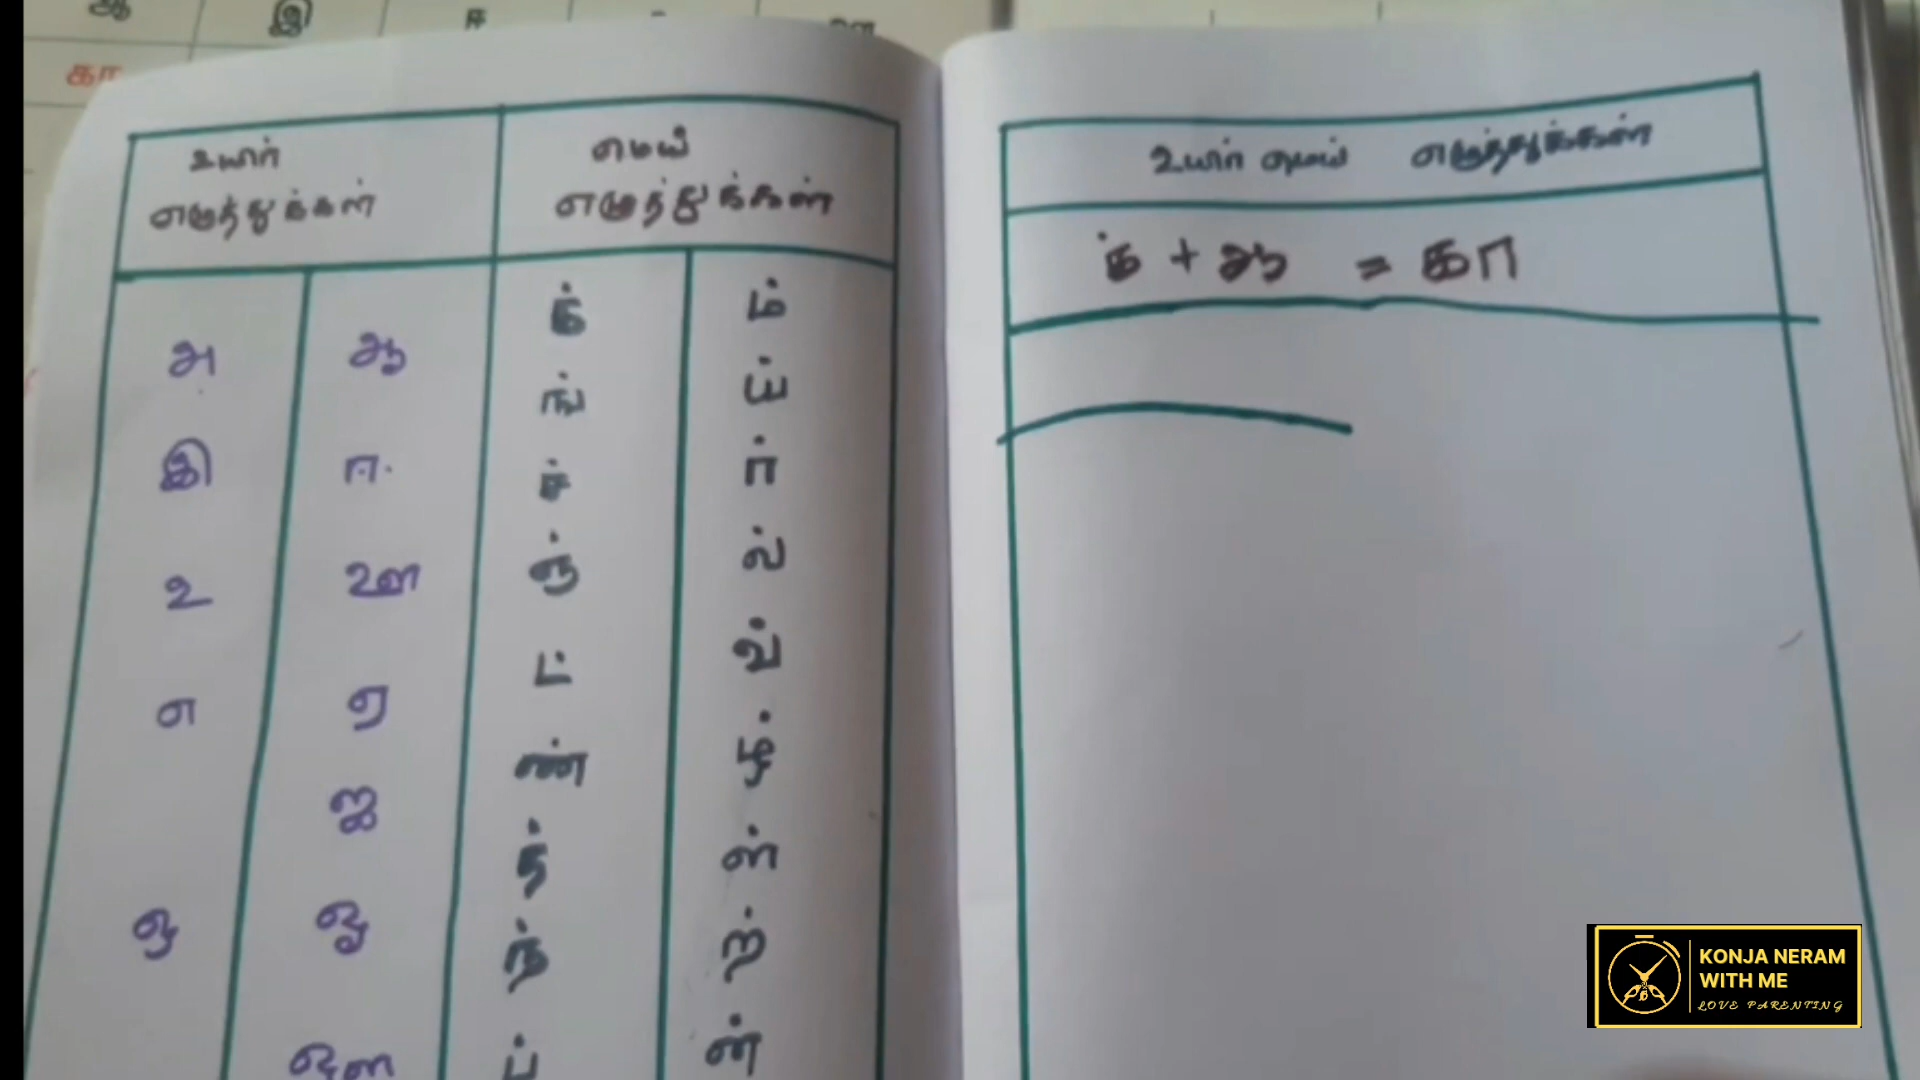 ஆ இ ஈ
கா
உயிர் எழுத்துக்கள்
மெய் எழுத்துக்கள்
அ ஆ
இ ஈ
உ ஊ
எ ஏ
ஐ
ஒ ஓ
ஔ
க் ம்
ங் ய்
ச் ர்
ஞ் ல்
ட் வ்
ண் ழ்
த் ள்
ந் ற்
ப் ன்
உயிர் மெய் எழுத்துக்கள்
க் + ஆ = கா
KONJA NERAM
WITH ME
LOVE PARENTING